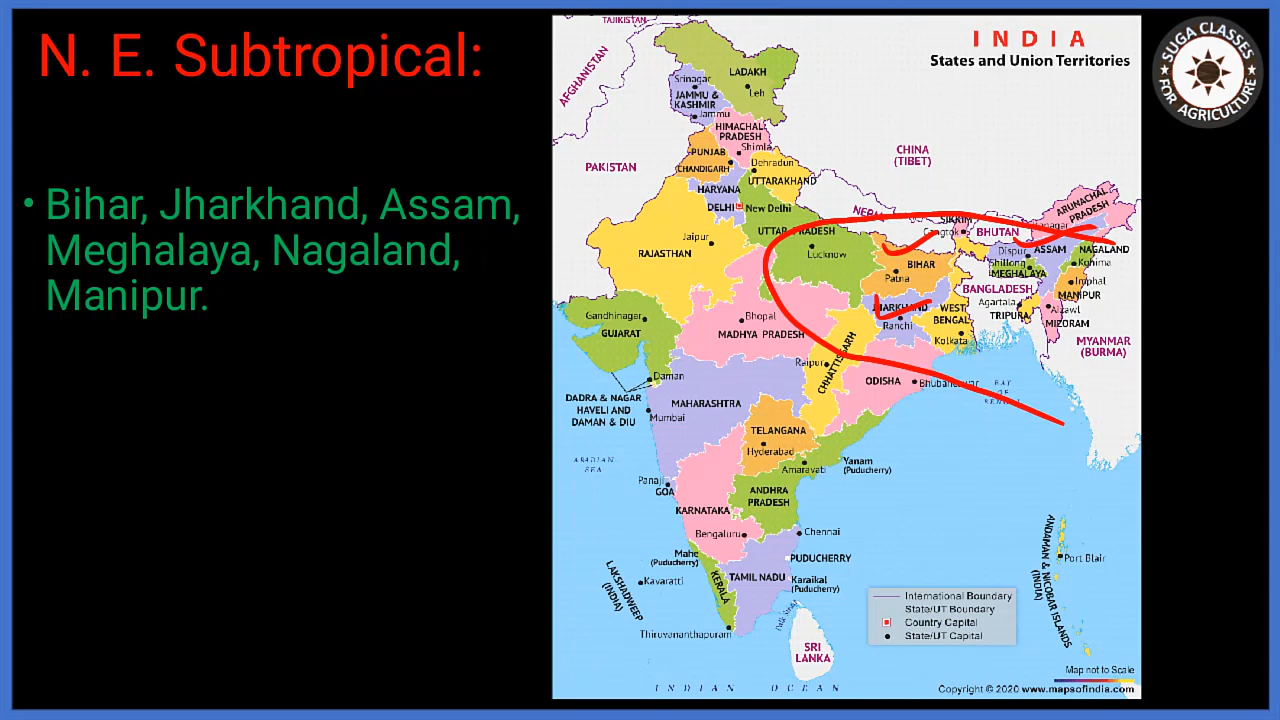 N. E. Subtropical:
• Bihar, Jharkhand, Assam,
Meghalaya, Nagaland,
Manipur.
SUGA CLASSES
FOR AGRICULTURE
INDIA
States and Union Territories
TAJIKISTAN
AFGHANISTAN
PAKISTAN
CHINA
(TIBET)
LADAKH
Leh
Srinagar
JAMMU &
KASHMIR
Jammu
HIMACHAL
PRADESH
Shimla
PUNJAB
CHANDIGARH
Dehradun
UTTARAKHAND
HARYANA
DELHI
New Delhi
UTTAR PRADESH
Lucknow
Jaipur
RAJASTHAN
SIKKIM
Gangtok
BHUTAN
ARUNACHAL
PRADESH
ASSAM
Dispur
NAGALAND
Kohima
Shillong
MEGHALAYA
Imphal
MANIPUR
BANGLADESH
Agartala
TRIPURA
Aizawl
MIZORAM
MYANMAR
(BURMA)
BIHAR
Patna
JHARKHAND
Ranchi
WEST
BENGAL
Kolkata
Gandhinagar
GUJARAT
Bhopal
MADHYA PRADESH
Raipur
CHHATTISGARH
ODISHA
Bhubaneswar
BAY
OF
BENGAL
Daman
DADRA & NAGAR
HAVELI AND
DAMAN & DIU
Mumbai
MAHARASHTRA
TELANGANA
Hyderabad
Amaravati
Yanam
(Puducherry)
ARABIAN
SEA
Panaji
GOA
ANDHRA
PRADESH
KARNATAKA
Bengaluru
Chennai
Mahe
(Puducherry)
PUDUCHERRY
TAMIL NADU
Karaikal
(Puducherry)
KERALA
LAKSHADWEEP
(INDIA)
Kavaratti
Thiruvananthapuram
SRI
LANKA
ANDAMAN & NICOBAR ISLANDS
(INDIA)
Port Blair
International Boundary
State/UT Boundary
Country Capital
State/UT Capital
Map not to Scale
INDIAN OCEAN
Copyright © 2020 www.mapsofindia.com